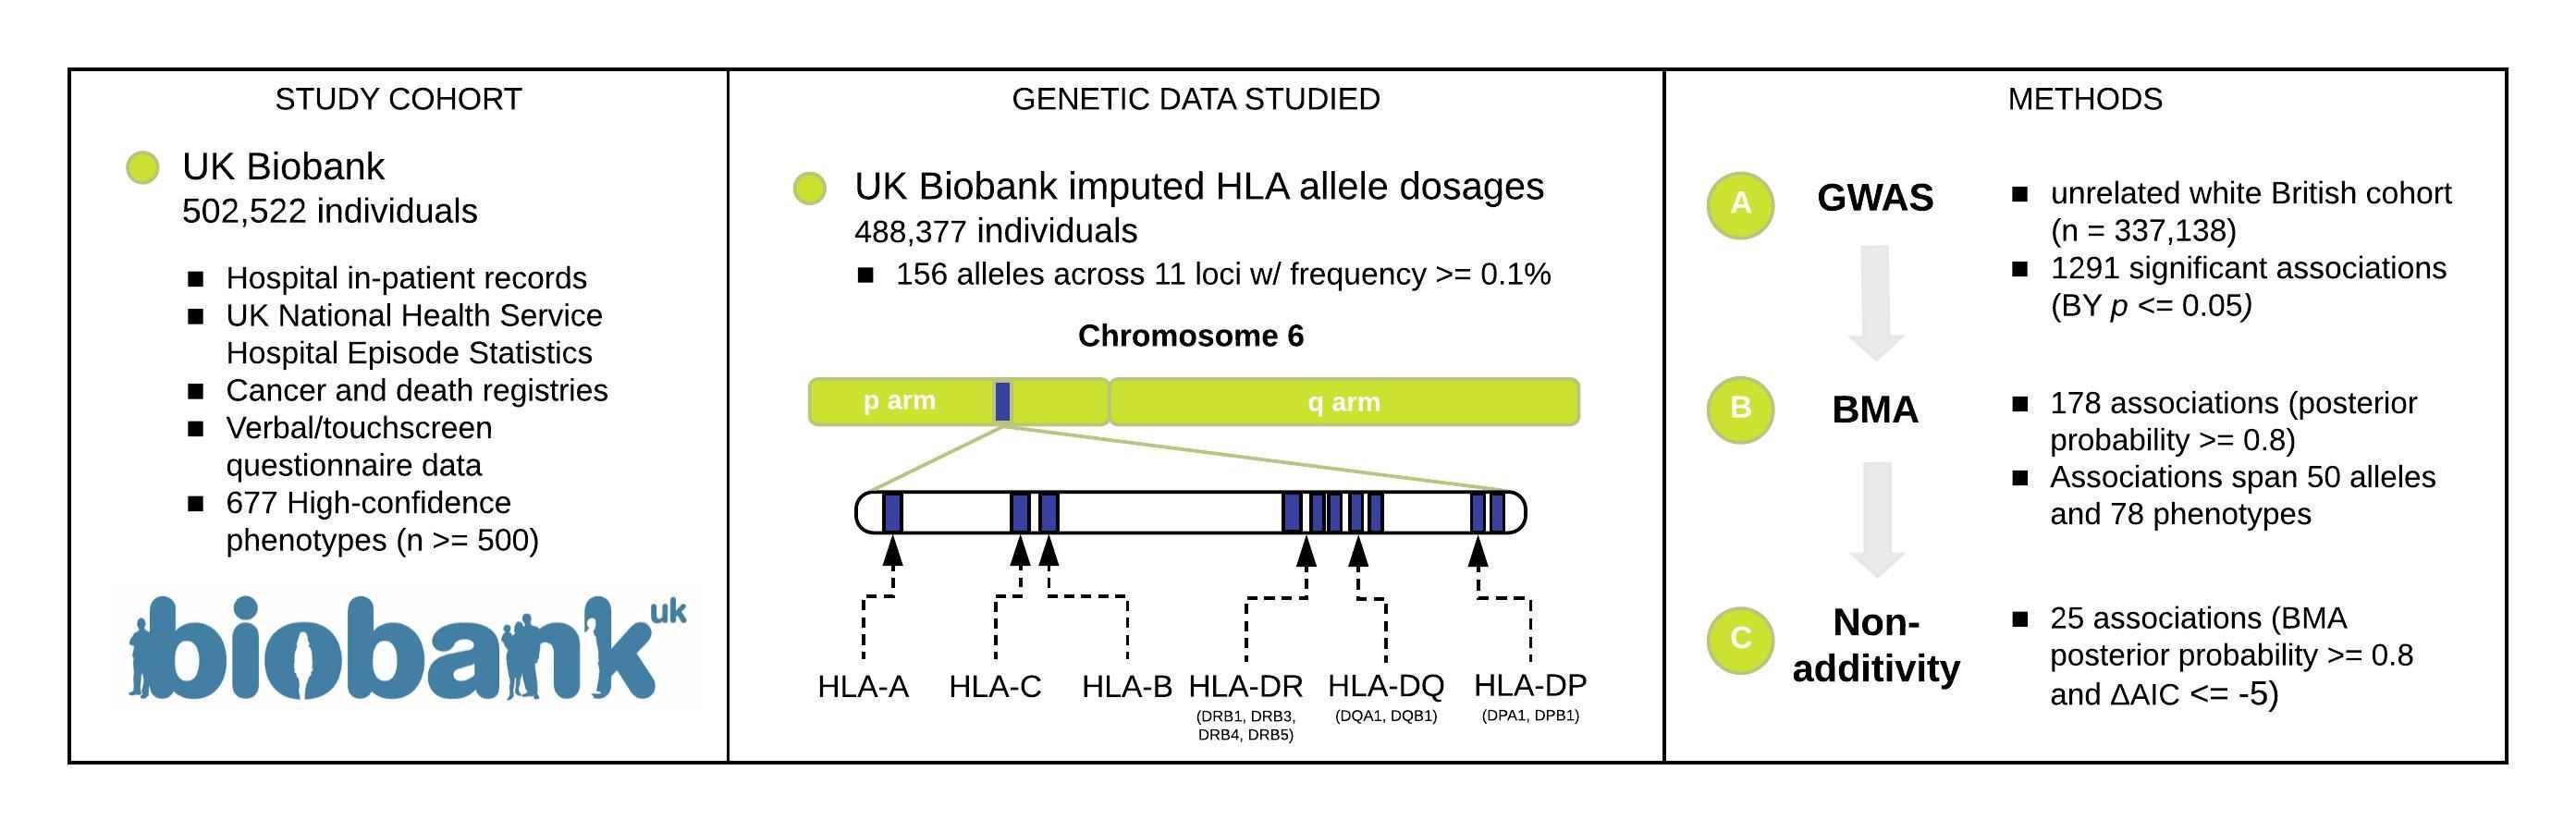 STUDY COHORT
UK Biobank
502,522 individuals
■ Hospital in-patient records
■ UK National Health Service
Hospital Episode Statistics
■ Cancer and death registries
■ Verbal/touchscreen
questionnaire data
■ 677 High-confidence
phenotypes (n >= 500)
biobank uk
GENETIC DATA STUDIED
UK Biobank imputed HLA allele dosages
488,377 individuals
■ 156 alleles across 11 loci w/ frequency >= 0.1%
Chromosome 6
p arm q arm
HLA-A HLA-C HLA-B HLA-DR HLA-DQ HLA-DP
(DRB1, DRB3, (DQA1, DQB1) (DPA1, DPB1)
DRB4, DRB5)
METHODS
A GWAS
■ unrelated white British cohort
(n = 337,138)
■ 1291 significant associations
(BY p <= 0.05)
B BMA
■ 178 associations (posterior
probability >= 0.8)
■ Associations span 50 alleles
and 78 phenotypes
C Non-
additivity
■ 25 associations (BMA
posterior probability >= 0.8
and ΔAIC <= -5)